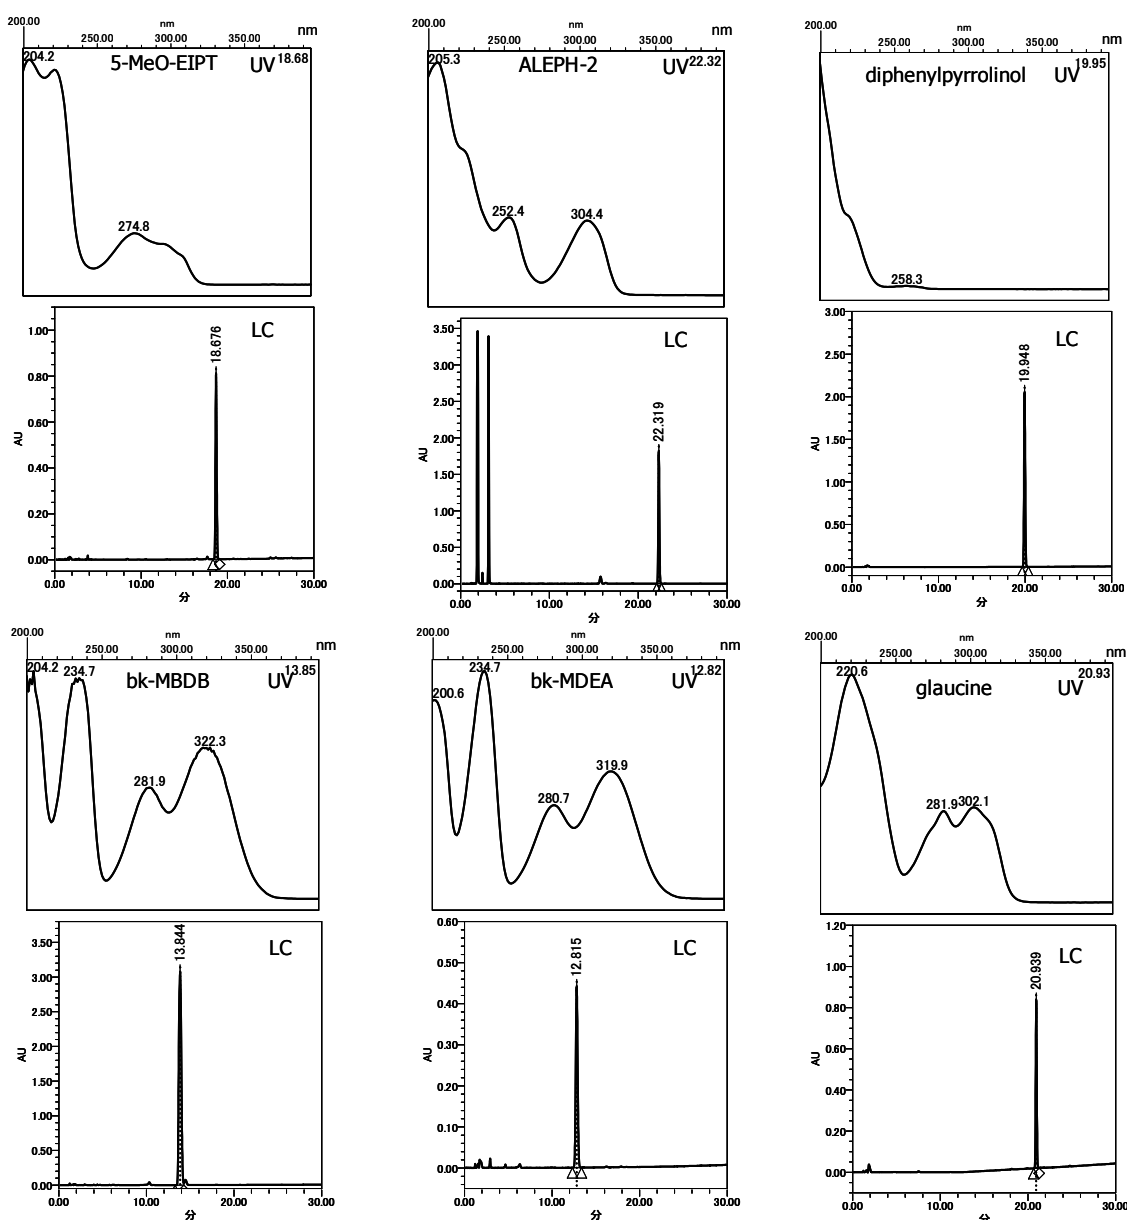 200.00 nm
250.00 300.00 350.00 nm
204.2 5-MeO-EIPT UV 18.68
274.8
LC
18.676
1.00
0.80
0.60
0.40
0.20
0.00
AU
0.00 10.00 20.00 30.00
分
200.00 nm
250.00 300.00 350.00 nm
205.3 ALEPH-2 UV 22.32
252.4 304.4
LC
22.319
3.50
3.00
2.50
2.00
1.50
1.00
0.50
0.00
AU
0.00 10.00 20.00 30.00
分
200.00 nm
250.00 300.00 350.00 nm
diphenylpyrrolinol UV 19.95
258.3
LC
19.948
3.00
2.50
2.00
1.50
1.00
0.50
0.00
AU
0.00 10.00 20.00 30.00
分
200.00 nm
250.00 300.00 350.00 nm
204.2 234.7 bk-MBDB UV 13.85
322.3
281.9
LC
13.844
3.50
3.00
2.50
2.00
1.50
1.00
0.50
0.00
AU
0.00 10.00 20.00 30.00
分
200.00 nm
250.00 300.00 350.00 nm
200.6 234.7 bk-MDEA UV 12.82
280.7 319.9
LC
12.815
0.60
0.50
0.40
0.30
0.20
0.10
0.00
AU
0.00 10.00 20.00 30.00
分
200.00 nm
250.00 300.00 350.00 nm
220.6 glaucine UV 20.93
281.9 302.1
LC
20.939
1.20
1.00
0.80
0.60
0.40
0.20
0.00
AU
0.00 10.00 20.00 30.00
分